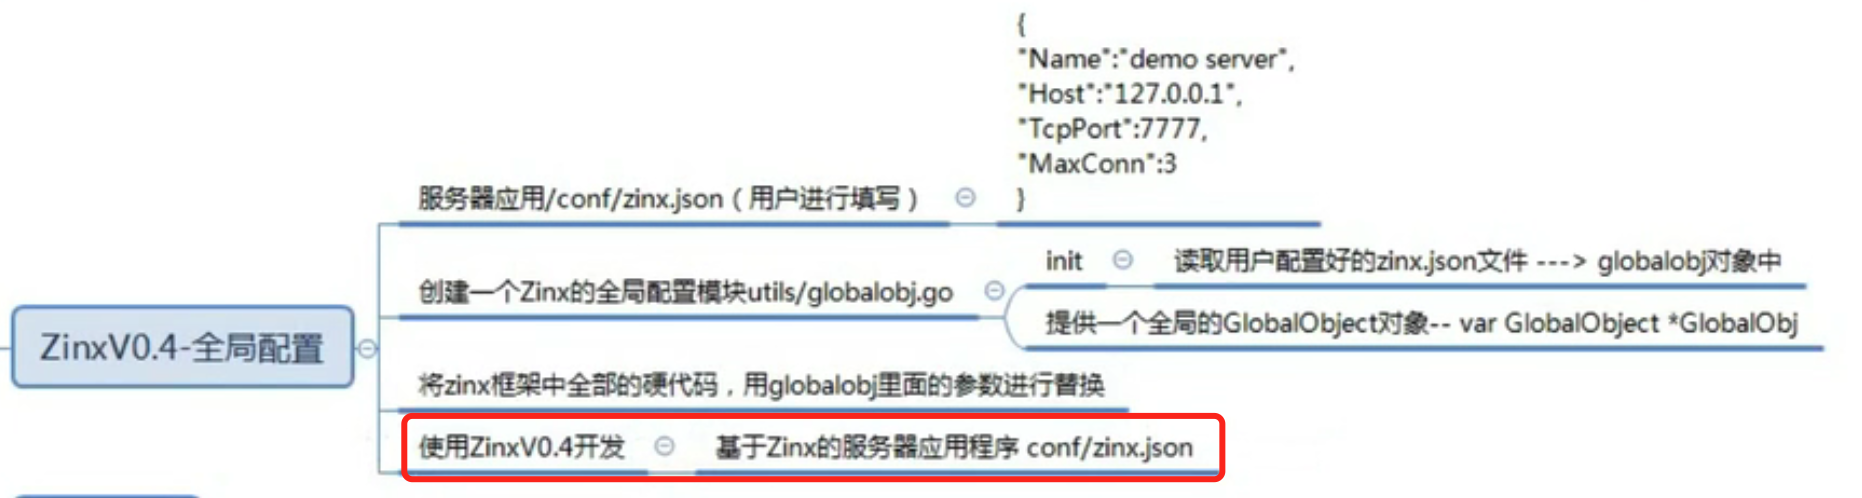 {
"Name":"demo server",
"Host":"127.0.0.1",
"TcpPort":7777,
"MaxConn":3
}
服务器应用/conf/zinx.json（用户进行填写）
init
读取用户配置好的zinx.json文件 ---> globalobj对象中
创建一个Zinx的全局配置模块utils/globalobj.go
提供一个全局的GlobalObject对象-- var GlobalObject *GlobalObj
ZinxV0.4-全局配置
将zinx框架中全部的硬代码，用globalobj里面的参数进行替换
使用ZinxV0.4开发
基于Zinx的服务器应用程序 conf/zinx.json